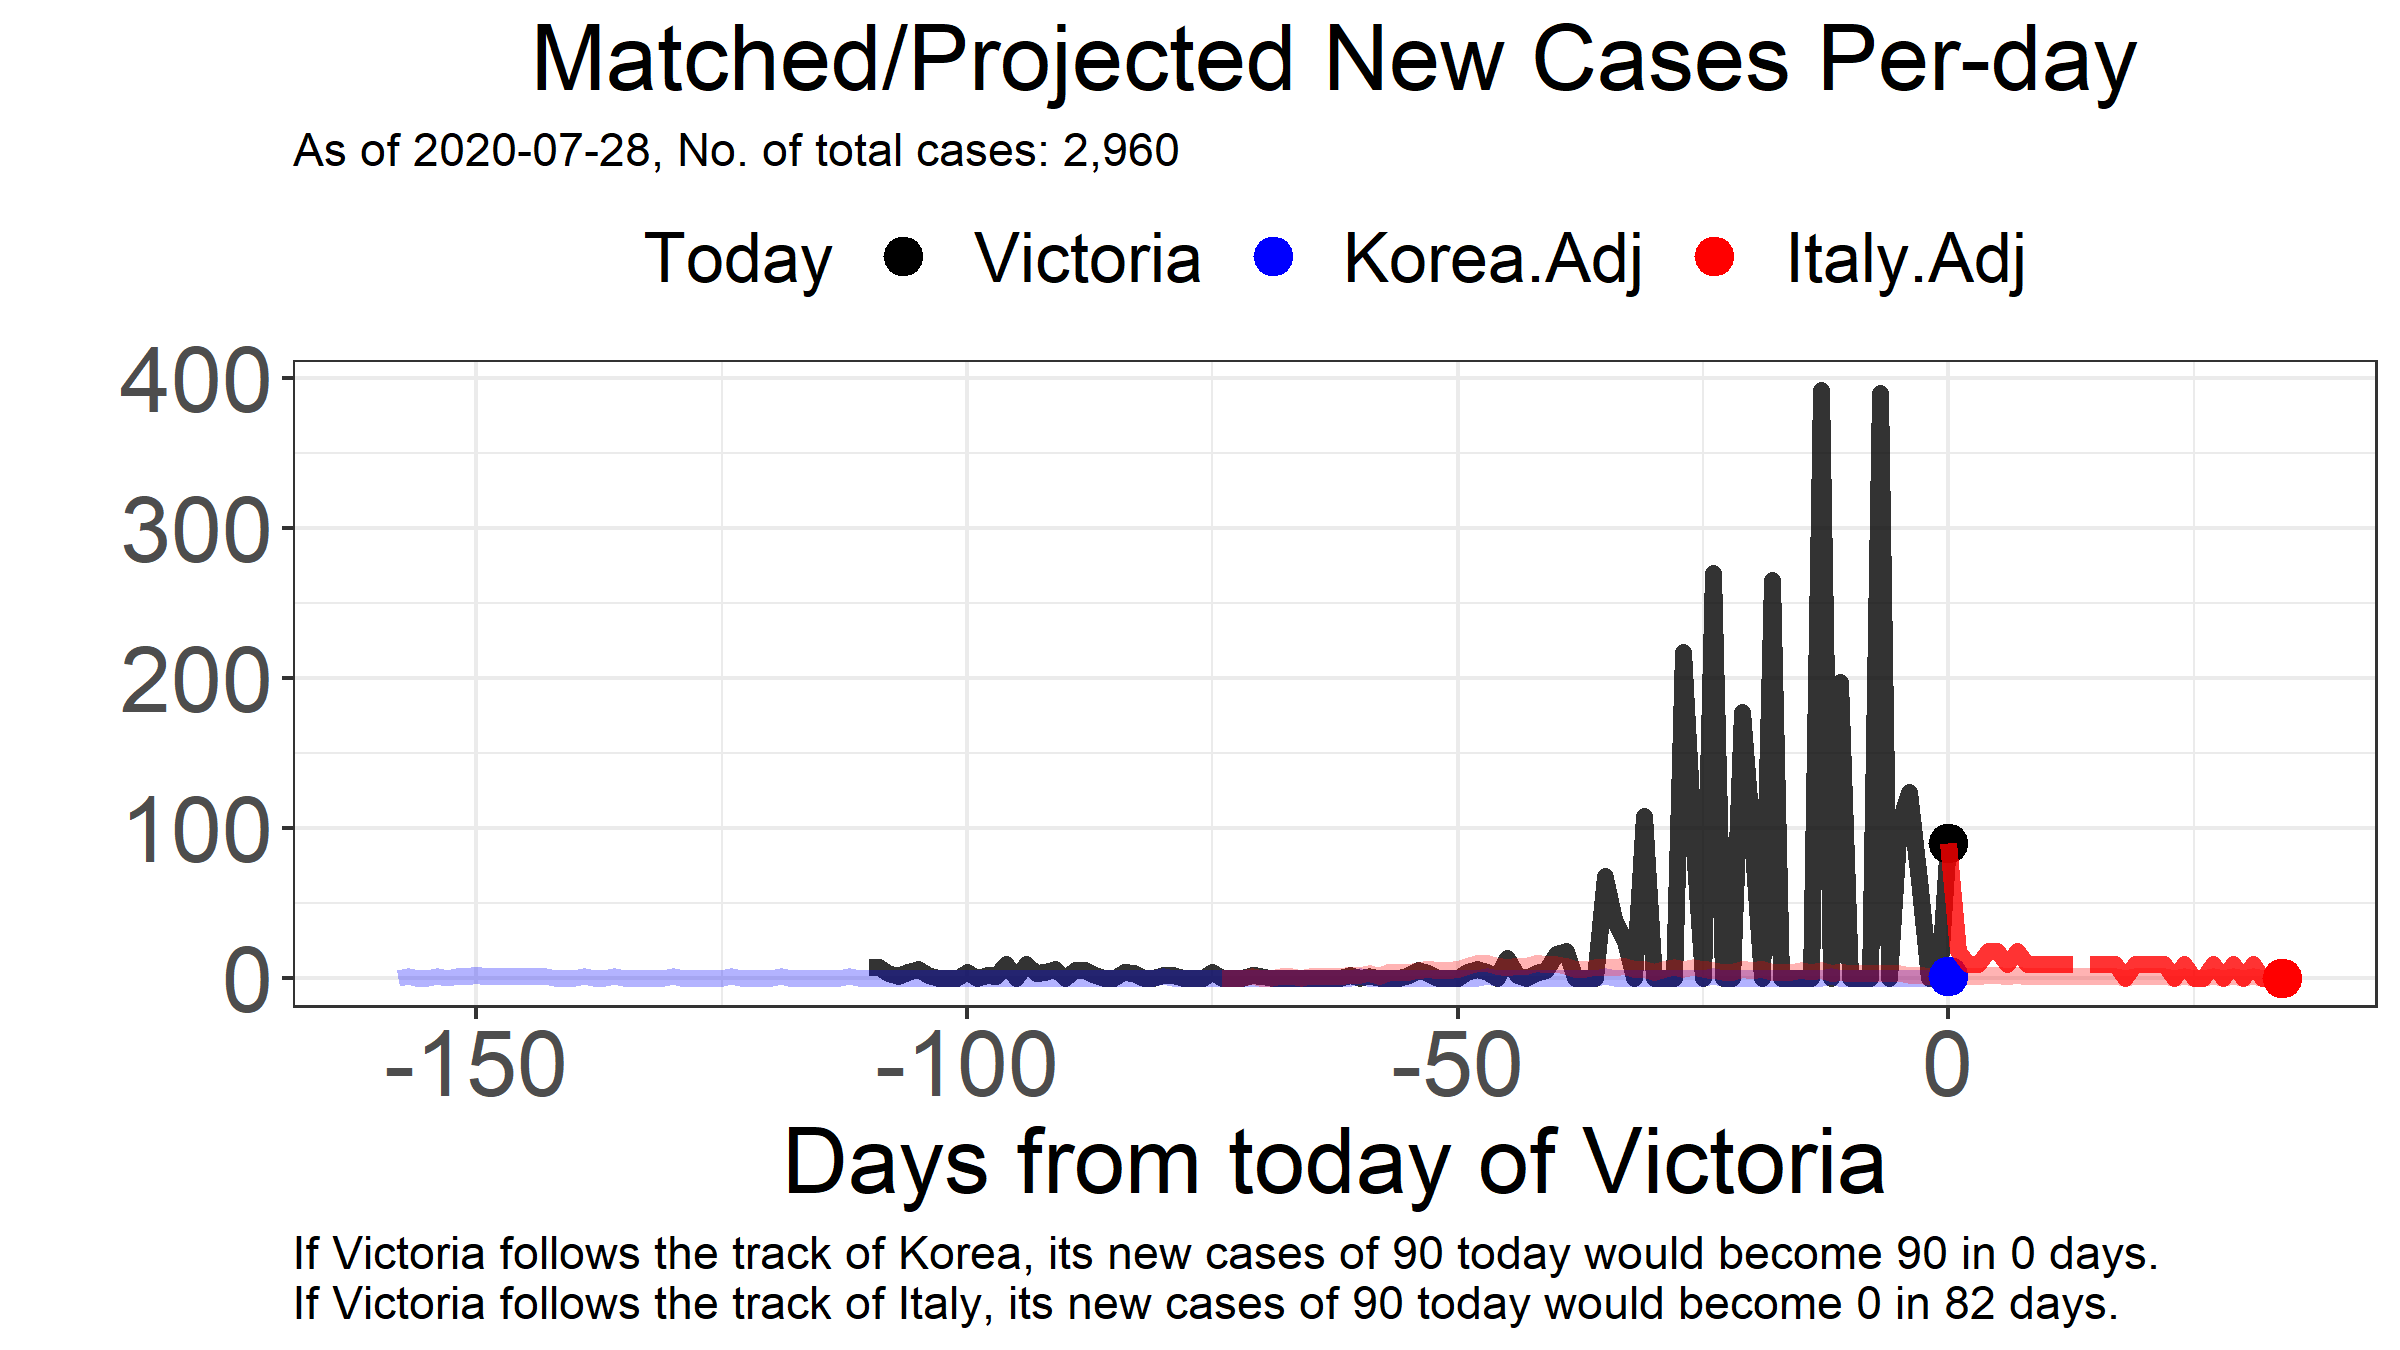 Matched/Projected New Cases Per-day
As of 2020-07-28, No. of total cases: 2,960
Today Victoria Korea.Adj Italy.Adj
400
300
200
100
0
-150 -100 -50 0
Days from today of Victoria
If Victoria follows the track of Korea, its new cases of 90 today would become 90 in 0 days.
If Victoria follows the track of Italy, its new cases of 90 today would become 0 in 82 days.